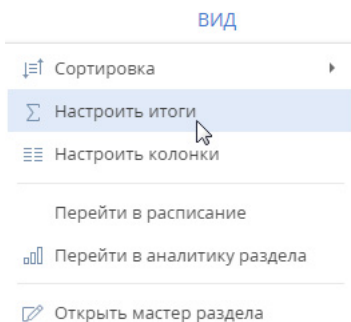 ВИД
Сортировка
Настроить итоги
Настроить колонки
Перейти в расписание
Перейти в аналитику раздела
Открыть мастер раздела